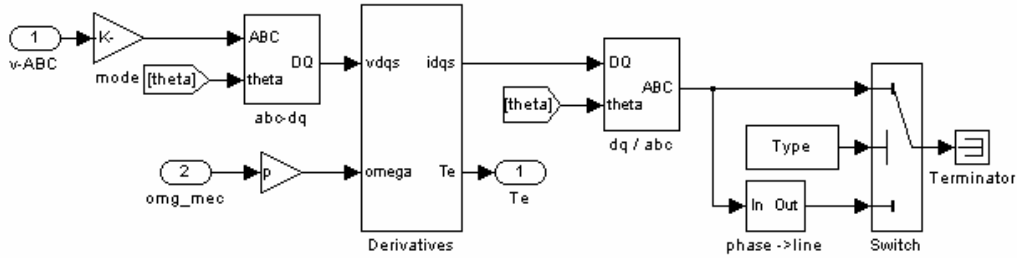 1
v-ABC
K-
mode
[theta]
ABC
theta
DQ
abc-dq
2
omg_mec
p
vdqs
omega
idqs
Te
Derivatives
1
Te
[theta]
DQ
theta
ABC
dq / abc
Type
In Out
phase ->line
Switch
Terminator